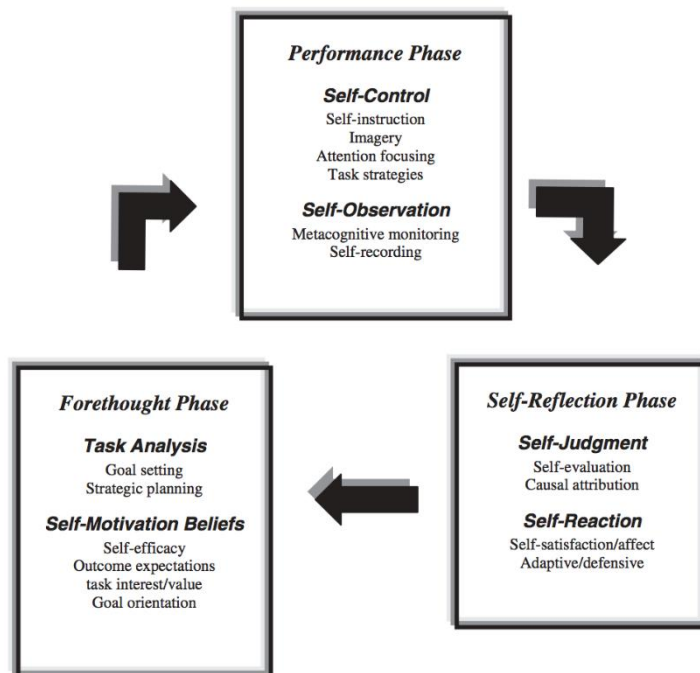 Performance Phase
Self-Control
Self-instruction
Imagery
Attention focusing
Task strategies
Self-Observation
Metacognitive monitoring
Self-recording
Forethought Phase
Task Analysis
Goal setting
Strategic planning
Self-Motivation Beliefs
Self-efficacy
Outcome expectations
task interest/value
Goal orientation
Self-Reflection Phase
Self-Judgment
Self-evaluation
Causal attribution
Self-Reaction
Self-satisfaction/affect
Adaptive/defensive